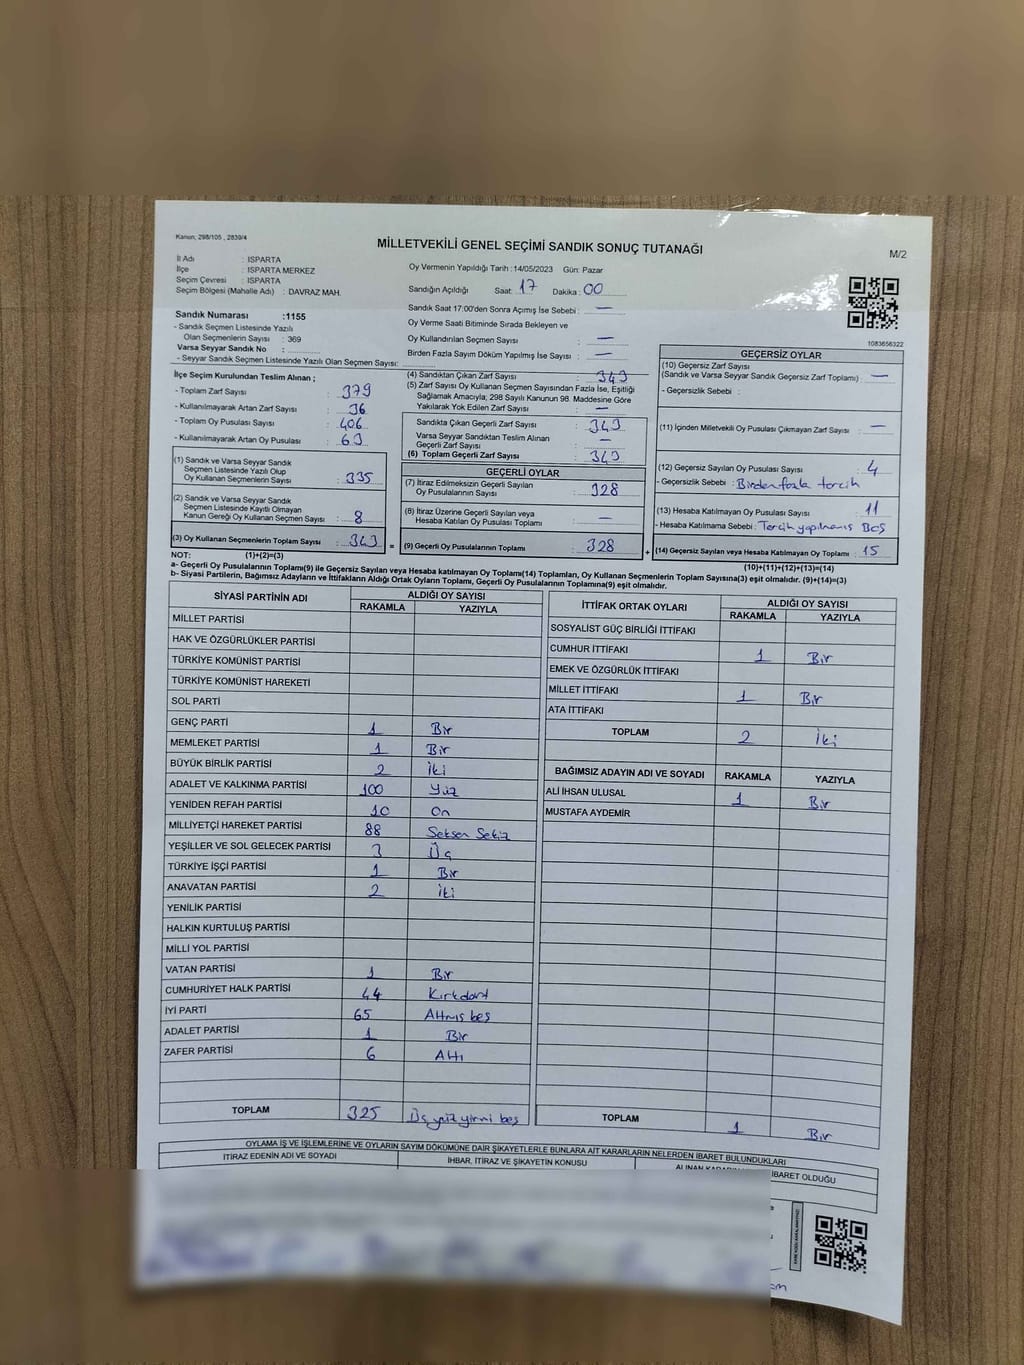 Kanun; 298/105 , 2839/4
MİLLETVEKİLİ GENEL SEÇİMİ SANDIK SONUÇ TUTANAĞI
M/2
İl Adı : ISPARTA
İlçe : ISPARTA MERKEZ
Seçim Çevresi : ISPARTA
Seçim Bölgesi (Mahalle Adı) : DAVRAZ MAH.
Sandık Numarası :1155
- Sandık Seçmen Listesinde Yazılı
Olan Seçmenlerin Sayısı : 369
Varsa Seyyar Sandık No :
- Seyyar Sandık Seçmen Listesinde Yazılı Olan Seçmen Sayısı:
Oy Vermenin Yapıldığı Tarih :14/05/2023 Gün: Pazar
Sandığın Açıldığı Saat: 17 Dakika : 00
Sandık Saat 17:00'den Sonra Açımış İse Sebebi : —
Oy Verme Saati Bitiminde Sırada Bekleyen ve
Oy Kullandırılan Seçmen Sayısı : —
Birden Fazla Sayım Döküm Yapılmış İse Sayısı : —
1083656322
İlçe Seçim Kurulundan Teslim Alınan ;
- Toplam Zarf Sayısı : 379
- Kullanılmayarak Artan Zarf Sayısı : 36
- Toplam Oy Pusulası Sayısı : 406
- Kullanılmayarak Artan Oy Pusulası : 63
(1) Sandık ve Varsa Seyyar Sandık
Seçmen Listesinde Yazılı Olup
Oy Kullanan Seçmenlerin Sayısı : 335
(2) Sandık ve Varsa Seyyar Sandık
Seçmen Listesinde Kayıtlı Olmayan
Kanun Gereği Oy Kullanan Seçmen Sayısı : 8
(3) Oy Kullanan Seçmenlerin Toplam Sayısı : 343
(4) Sandıktan Çıkan Zarf Sayısı : 343
(5) Zarf Sayısı Oy Kullanan Seçmen Sayısından Fazla İse, Eşitliği
Sağlamak Amacıyla; 298 Sayılı Kanunun 98. Maddesine Göre
Yakılarak Yok Edilen Zarf Sayısı : —
Sandıkta Çıkan Geçerli Zarf Sayısı : 343
Varsa Seyyar Sandıktan Teslim Alınan
Geçerli Zarf Sayısı : —
(6) Toplam Geçerli Zarf Sayısı : 343
GEÇERLİ OYLAR
(7) İtiraz Edilmeksizin Geçerli Sayılan
Oy Pusulalarının Sayısı : 328
(8) İtiraz Üzerine Geçerli Sayılan veya
Hesaba Katılan Oy Pusulası Toplamı : —
= (9) Geçerli Oy Pusulalarının Toplamı : 328
GEÇERSİZ OYLAR
(10) Geçersiz Zarf Sayısı
(Sandık ve Varsa Seyyar Sandık Geçersiz Zarf Toplamı) : —
- Geçersizlik Sebebi :
(11) İçinden Milletvekili Oy Pusulası Çıkmayan Zarf Sayısı : —
(12) Geçersiz Sayılan Oy Pusulası Sayısı : 4
- Geçersizlik Sebebi : Birden fazla tercih
(13) Hesaba Katılmayan Oy Pusulası Sayısı : 11
- Hesaba Katılmama Sebebi : Tercih yapılmamış Boş
+ (14) Geçersiz Sayılan veya Hesaba Katılmayan Oy Toplamı : 15
NOT: (1)+(2)=(3)
(10)+(11)+(12)+(13)=(14)
a- Geçerli Oy Pusulaları Toplamı(9) ile Geçersiz Sayılan veya Hesaba katılmayan Oy Toplamı(14) Toplamları, Oy Kullanan Seçmenlerin Toplam Sayısına(3) eşit olmalıdır. (9)+(14)=(3)
b- Siyasi Partilerin, Bağımsız Adayların ve İttifakların Aldığı Ortak Oyların Toplamı, Geçerli Oy Pusulalarının Toplamına(9) eşit olmalıdır.
SİYASİ PARTİNİN ADI
ALDIĞI OY SAYISI
RAKAMLA YAZIYLA
MİLLET PARTİSİ
HAK VE ÖZGÜRLÜKLER PARTİSİ
TÜRKİYE KOMÜNİST PARTİSİ
TÜRKİYE KOMÜNİST HAREKETİ
SOL PARTİ
GENÇ PARTİ 1 Bir
MEMLEKET PARTİSİ 1 Bir
BÜYÜK BİRLİK PARTİSİ 2 iki
ADALET VE KALKINMA PARTİSİ 100 Yüz
YENİDEN REFAH PARTİSİ 10 On
MİLLİYETÇİ HAREKET PARTİSİ 88 Seksen Sekiz
YEŞİLLER VE SOL GELECEK PARTİSİ 3 Üç
TÜRKİYE İŞÇİ PARTİSİ 1 Bir
ANAVATAN PARTİSİ 2 iki
YENİLİK PARTİSİ
HALKIN KURTULUŞ PARTİSİ
MİLLİ YOL PARTİSİ
VATAN PARTİSİ 1 Bir
CUMHURİYET HALK PARTİSİ 44 Kırkdört
İYİ PARTİ 65 Altmış beş
ADALET PARTİSİ 1 Bir
ZAFER PARTİSİ 6 Altı
TOPLAM 325 Üç yüz yirmi beş
İTTİFAK ORTAK OYLARI
ALDIĞI OY SAYISI
RAKAMLA YAZIYLA
SOSYALİST GÜÇ BİRLİĞİ İTTİFAKI
CUMHUR İTTİFAKI 1 Bir
EMEK VE ÖZGÜRLÜK İTTİFAKI
MİLLET İTTİFAKI 1 Bir
ATA İTTİFAKI
TOPLAM 2 iki
BAĞIMSIZ ADAYIN ADI VE SOYADI RAKAMLA YAZIYLA
ALİ İHSAN ULUSAL 1 Bir
MUSTAFA AYDEMİR
TOPLAM 1 Bir
OYLAMA İŞ VE İŞLEMLERİNE VE OYLARIN SAYIM DÖKÜMÜNE DAİR ŞİKAYETLERLE BUNLARA AİT KARARLARIN NELERDEN İBARET BULUNDUKLARI
İTİRAZ EDENİN ADI VE SOYADI
İHBAR, İTİRAZ VE ŞİKAYETİN KONUSU
İBARET OLDUĞU